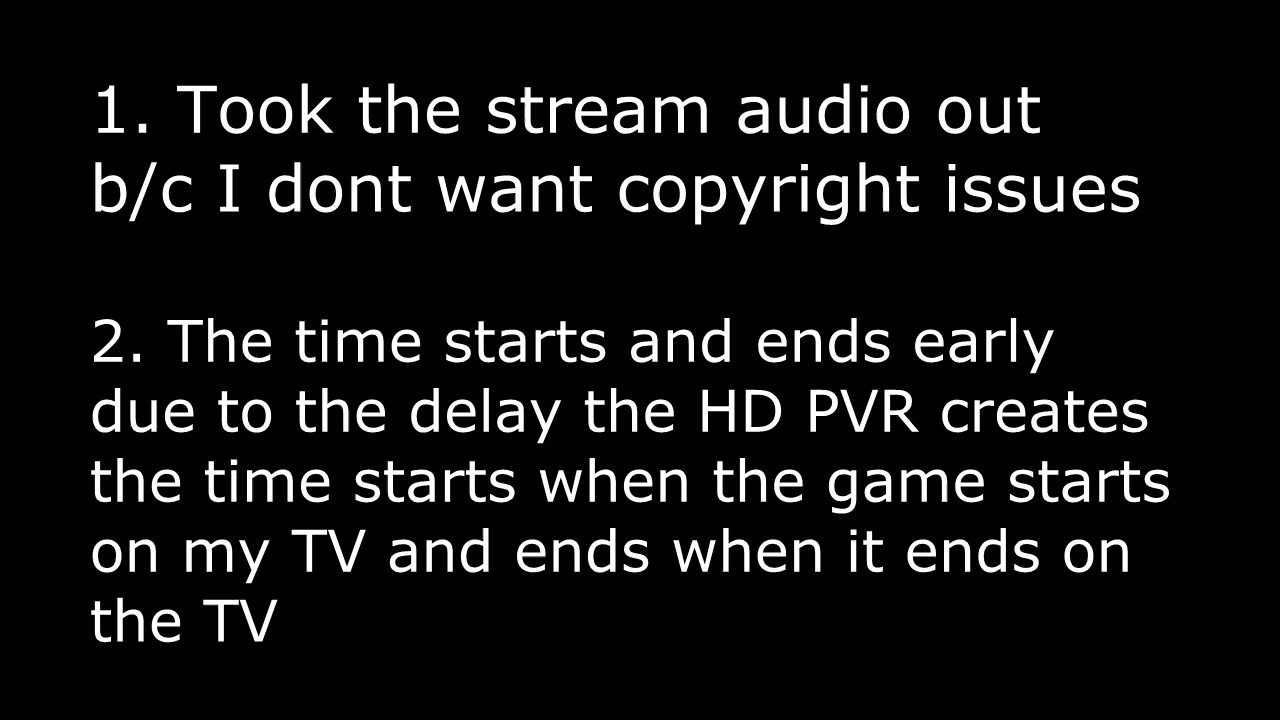 1. Took the stream audio out
b/c I dont want copyright issues
2. The time starts and ends early
due to the delay the HD PVR creates
the time starts when the game starts
on my TV and ends when it ends on
the TV